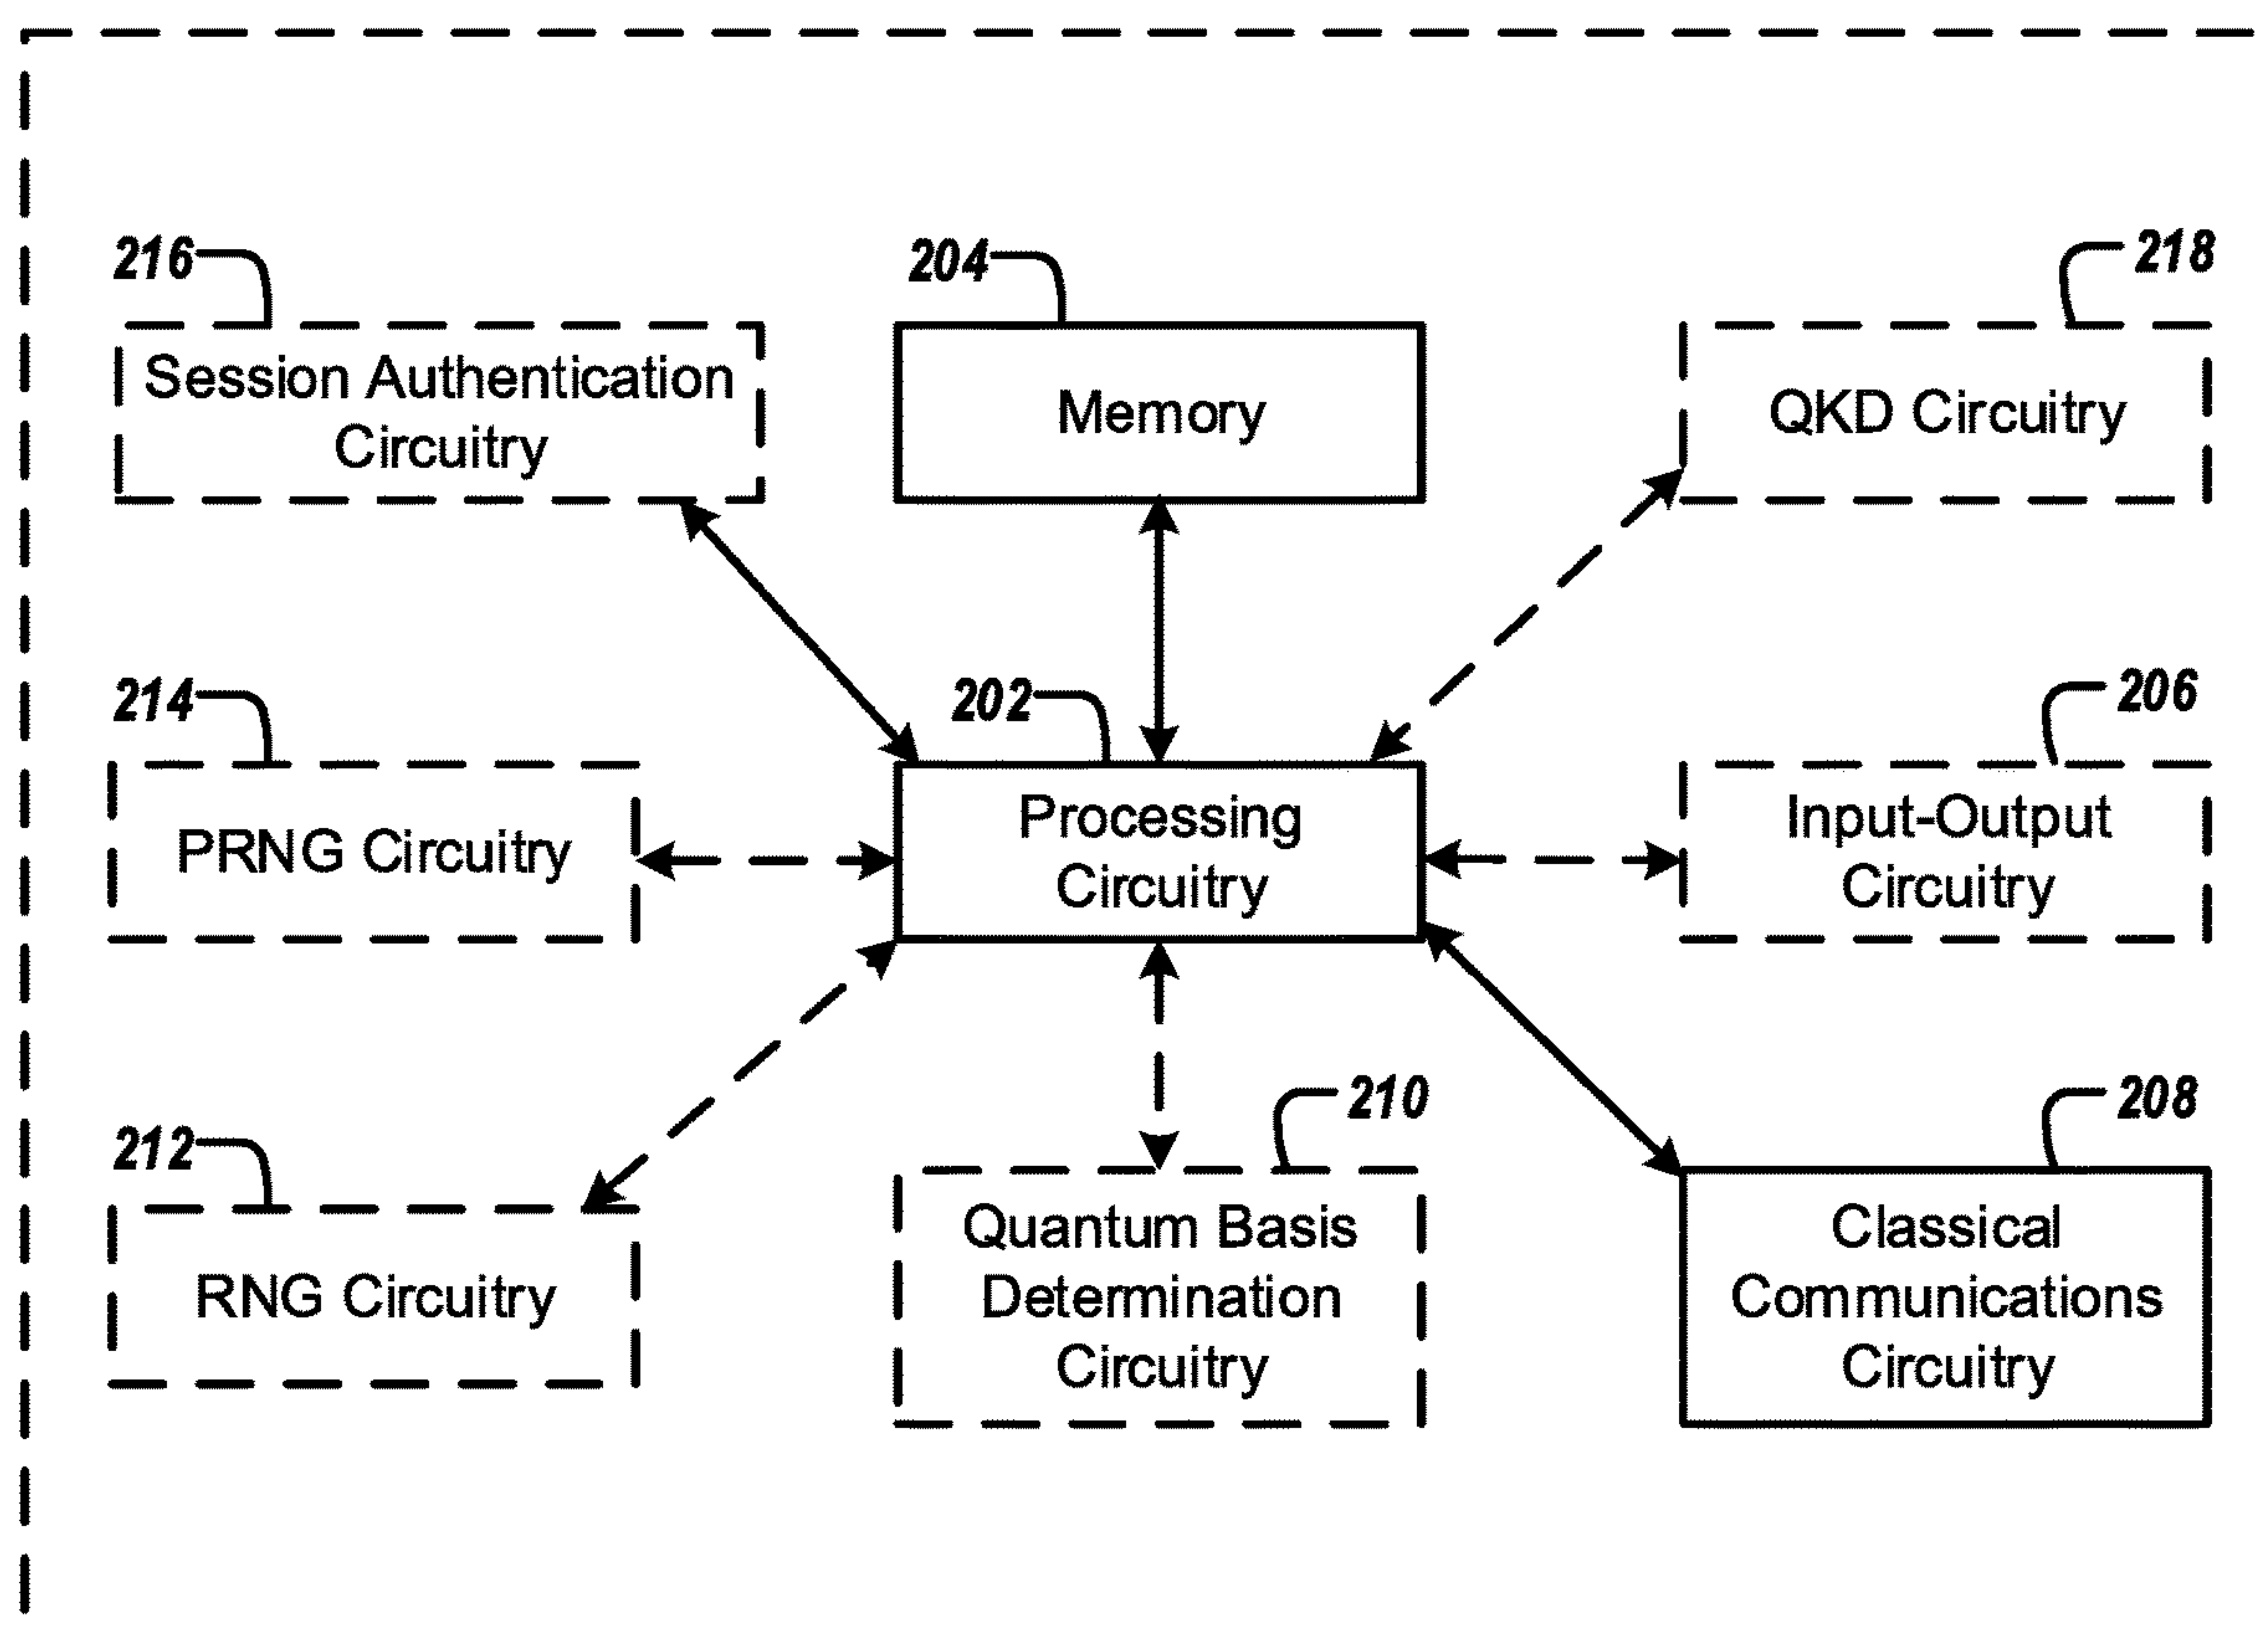 216
204
218
Session Authentication
Circuitry
Memory
QKD Circuitry
214
202
206
PRNG Circuitry
Processing
Circuitry
Input-Output
Circuitry
212
210
208
RNG Circuitry
Quantum Basis
Determination
Circuitry
Classical
Communications
Circuitry